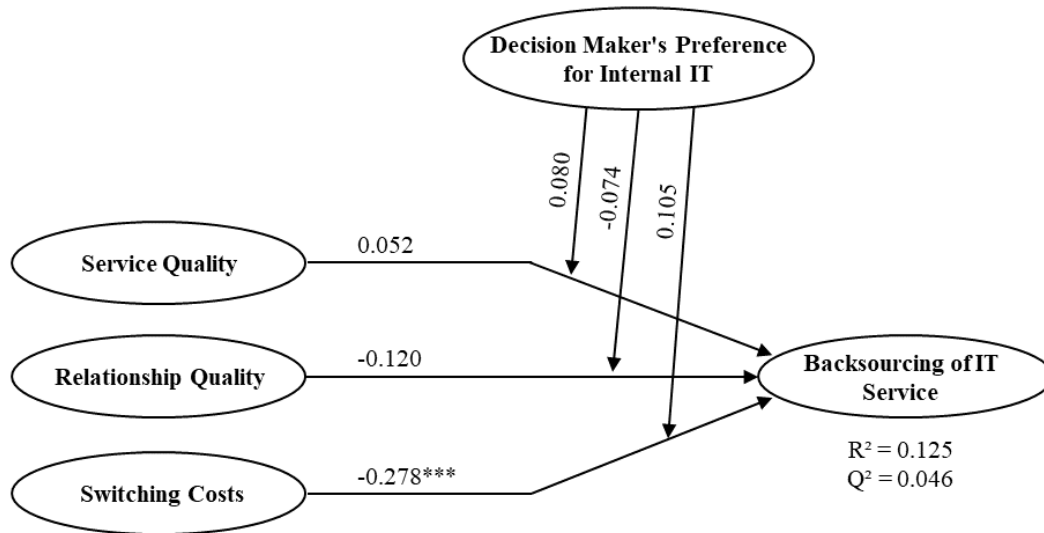 Decision Maker's Preference
for Internal IT
0.080
-0.074
0.105
0.052
Service Quality
-0.120
Relationship Quality
Backsourcing of IT
Service
-0.278***
Switching Costs
R² = 0.125
Q² = 0.046